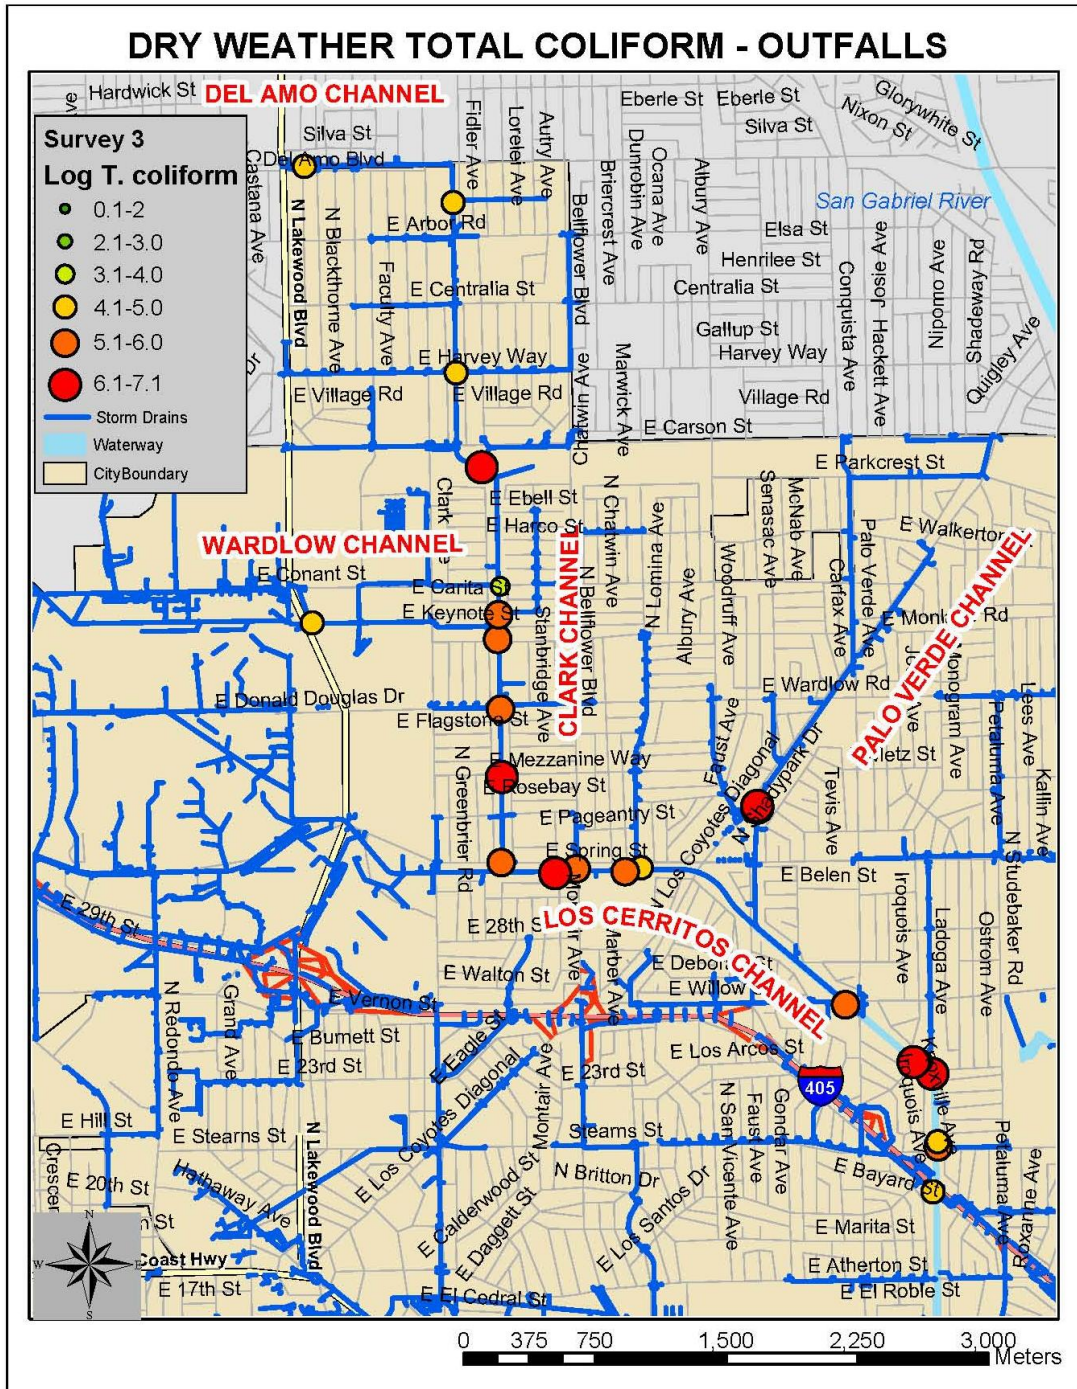 DRY WEATHER TOTAL COLIFORM - OUTFALLS
Hardwick St
DEL AMO CHANNEL
Eberle St
Eberle St
Glorywhite St
Nixon St
Silva St
Silva St
Fidler Ave
Lorelei Ave
Autry Ave
Del Amo Blvd
Castana Ave
Survey 3
Log T. coliform
0.1-2
2.1-3.0
3.1-4.0
4.1-5.0
5.1-6.0
6.1-7.1
Storm Drains
Waterway
CityBoundary
Ave
Dr
N Lakewood Blvd
N Blackthorne Ave
Faculty Ave
E Arbor Rd
E Centralia St
E Harvey Way
E Village Rd
E Village Rd
Bellflower Blvd
Briercrest Ave
Dunrobin Ave
Ocana Ave
Albury Ave
San Gabriel River
Elsa St
Henrilee St
Centralia St
Gallup St
Harvey Way
Village Rd
Conquista Ave
Josie Ave
Hackett Ave
Nipomo Ave
Shadeway Rd
Quigley Ave
Marwick Ave
Charlwin Ave
E Carson St
E Parkcrest St
Clark
E Ebell St
E Harco St
N Chatwin Ave
N Lomina Ave
Senasac Ave
McNab Ave
Palo Verde Ave
E Walkerton
WARDLOW CHANNEL
CLARK CHANNEL
PALO VERDE CHANNEL
E Conant St
E Carita St
E Keynote St
Stanbridge Ave
N Bellflower Blvd
Albury Ave
Woodruff Ave
Carfax Ave
Rd
E Donald Douglas Dr
E Flagstone St
E Wardlow Rd
Ave
Monogram Ave
Lees Ave
Petaluma Ave
Kallin Ave
Faust Ave
E Mezzanine Way
E Rosebay St
N Greenbrier Rd
E Pageantry St
E Spring St
N Los Coyotes Diagonal
N Shadypark Dr
Tevis Ave
E Belen St
N Studebaker Rd
E 29th St
E 28th S
LOS CERRITOS CHANNEL
Iroquois Ave
Ladoga Ave
Ostrom Ave
E Walton St
Marber Ave
St
E Willow
N Redondo Ave
Grand Ave
E Vernon St
E Burnett St
E 23rd St
E Eagle St
E Los Coyotes Diagonal
Montair Ave
E 23rd St
E Los Arcos St
405
Iroquois Ave
E Hill St
E Stearns St
N Lakewood Blvd
Stearns St
N San Vicente Ave
Faust Ave
Gondar Ave
E Bayard St
Petaluma Ave
Roxanne Ave
Crescer
E 20th St
Hathaway Ave
E Calderwood St
E Daggett St
N Britton Dr
E Los Santos Dr
E Marita St
E Atherton St
E El Roble St
N
W
E
S
St
Coast Hwy
E 17th St
E El Cedral St
0 375 750 1,500 2,250 3,000
Meters